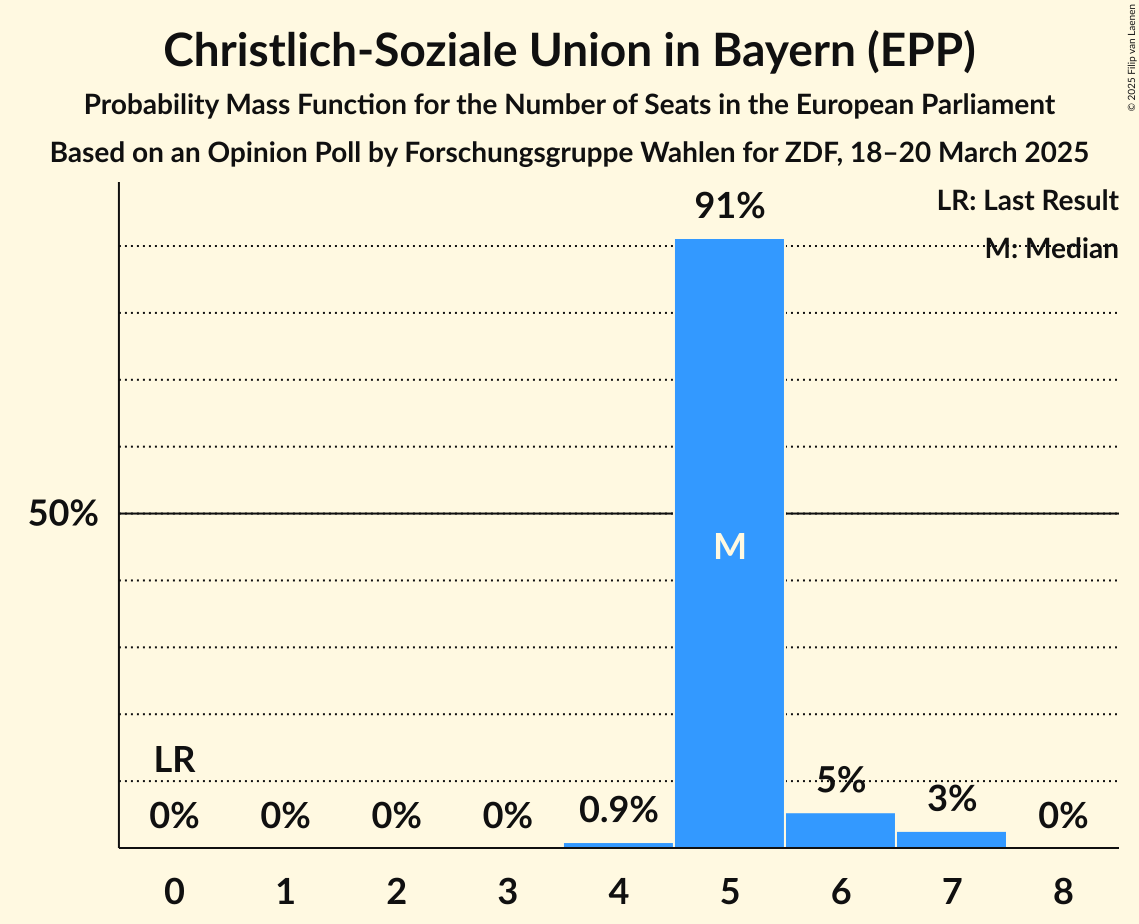 Christlich-Soziale Union in Bayern (EPP)
Probability Mass Function for the Number of Seats in the European Parliament
Based on an Opinion Poll by Forschungsgruppe Wahlen for ZDF, 18–20 March 2025
© 2025 Filip van Laenen
LR: Last Result
M: Median
91%
50%
M
LR
0% 0% 0% 0% 0.9% 5% 3% 0%
0 1 2 3 4 5 6 7 8